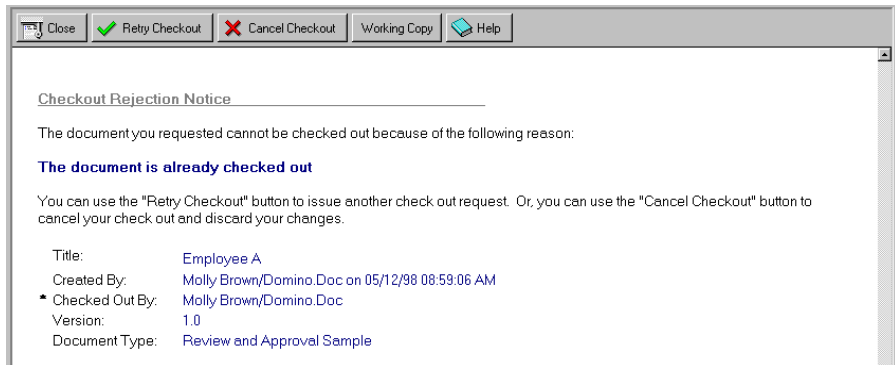 Close Retry Checkout Cancel Checkout Working Copy Help
Checkout Rejection Notice
The document you requested cannot be checked out because of the following reason:
The document is already checked out
You can use the "Retry Checkout" button to issue another check out request. Or, you can use the "Cancel Checkout" button to
cancel your check out and discard your changes.
Title: Employee A
Created By: Molly Brown/Domino.Doc on 05/12/98 08:59:06 AM
* Checked Out By: Molly Brown/Domino.Doc
Version: 1.0
Document Type: Review and Approval Sample